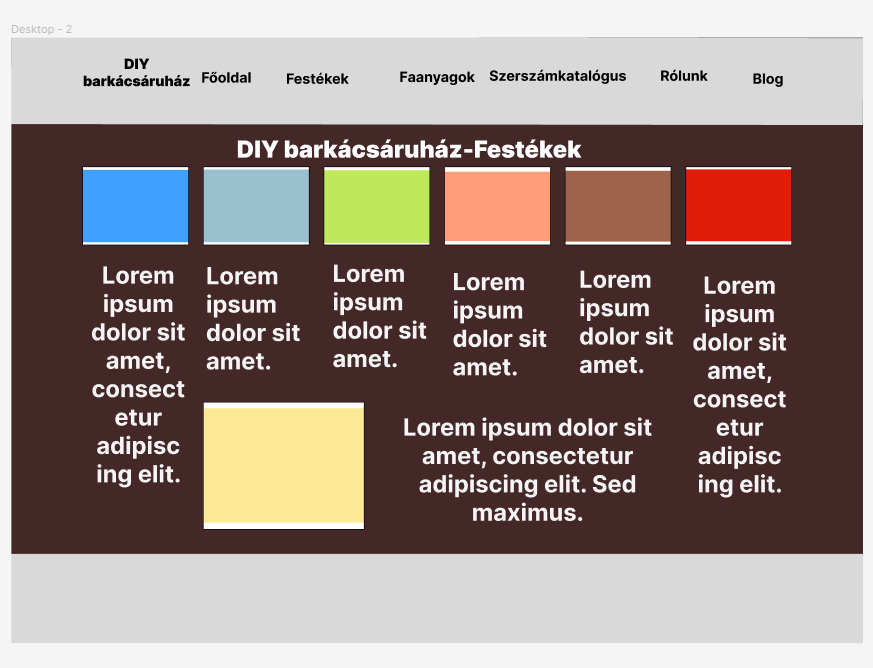 Desktop - 2
DIY
barkácsáruház
Főoldal
Festékek
Faanyagok
Szerszámkatalógus
Rólunk
Blog
DIY barkácsáruház-Festékek
Lorem
ipsum
dolor sit
amet,
consect
etur
adipisc
ing elit.
Lorem
ipsum
dolor sit
amet.
Lorem
ipsum
dolor sit
amet.
Lorem
ipsum
dolor sit
amet.
Lorem
ipsum
dolor sit
amet.
Lorem
ipsum
dolor sit
amet,
consect
etur
adipisc
ing elit.
Lorem ipsum dolor sit
amet, consectetur
adipiscing elit. Sed
maximus.